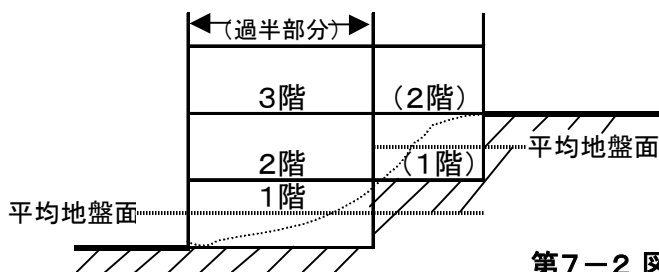 (過半部分)
3階 (2階)
2階 (1階) 平均地盤面
1階
平均地盤面
第7-2 図